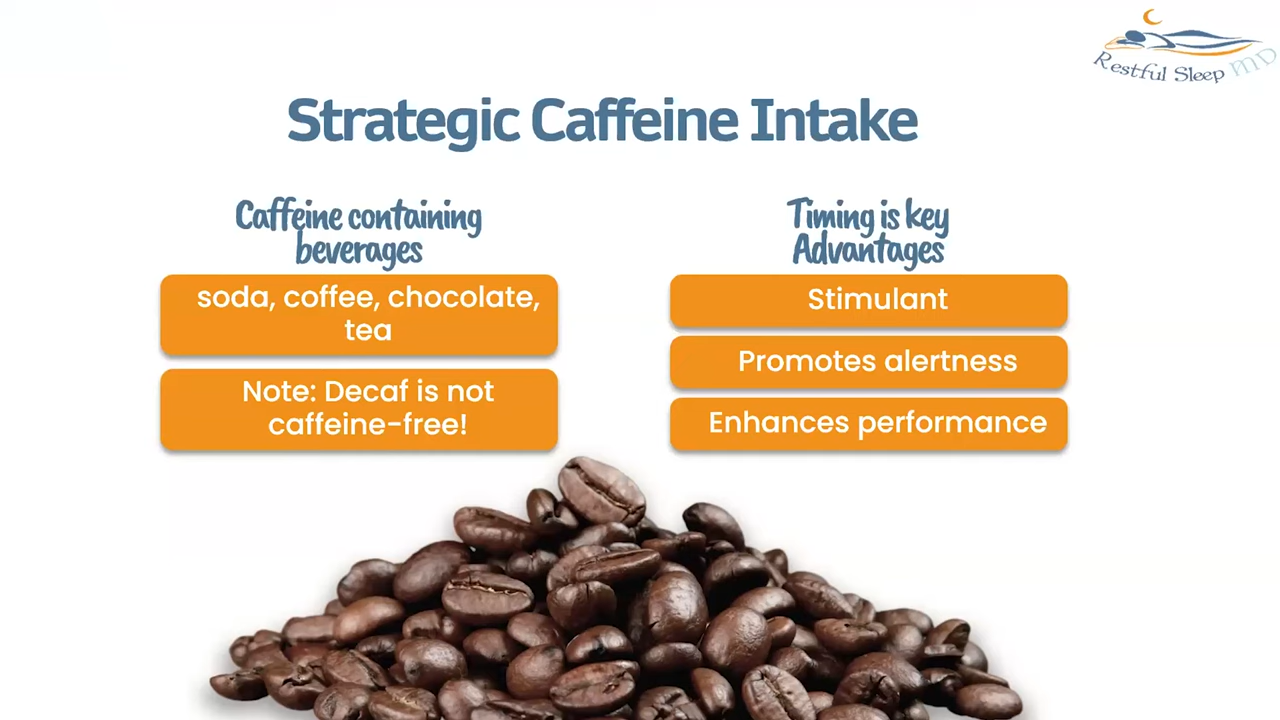 Restful Sleep MD
Strategic Caffeine Intake
Caffeine containing
beverages
soda, coffee, chocolate,
tea
Note: Decaf is not
caffeine-free!
Timing is key
Advantages
Stimulant
Promotes alertness
Enhances performance